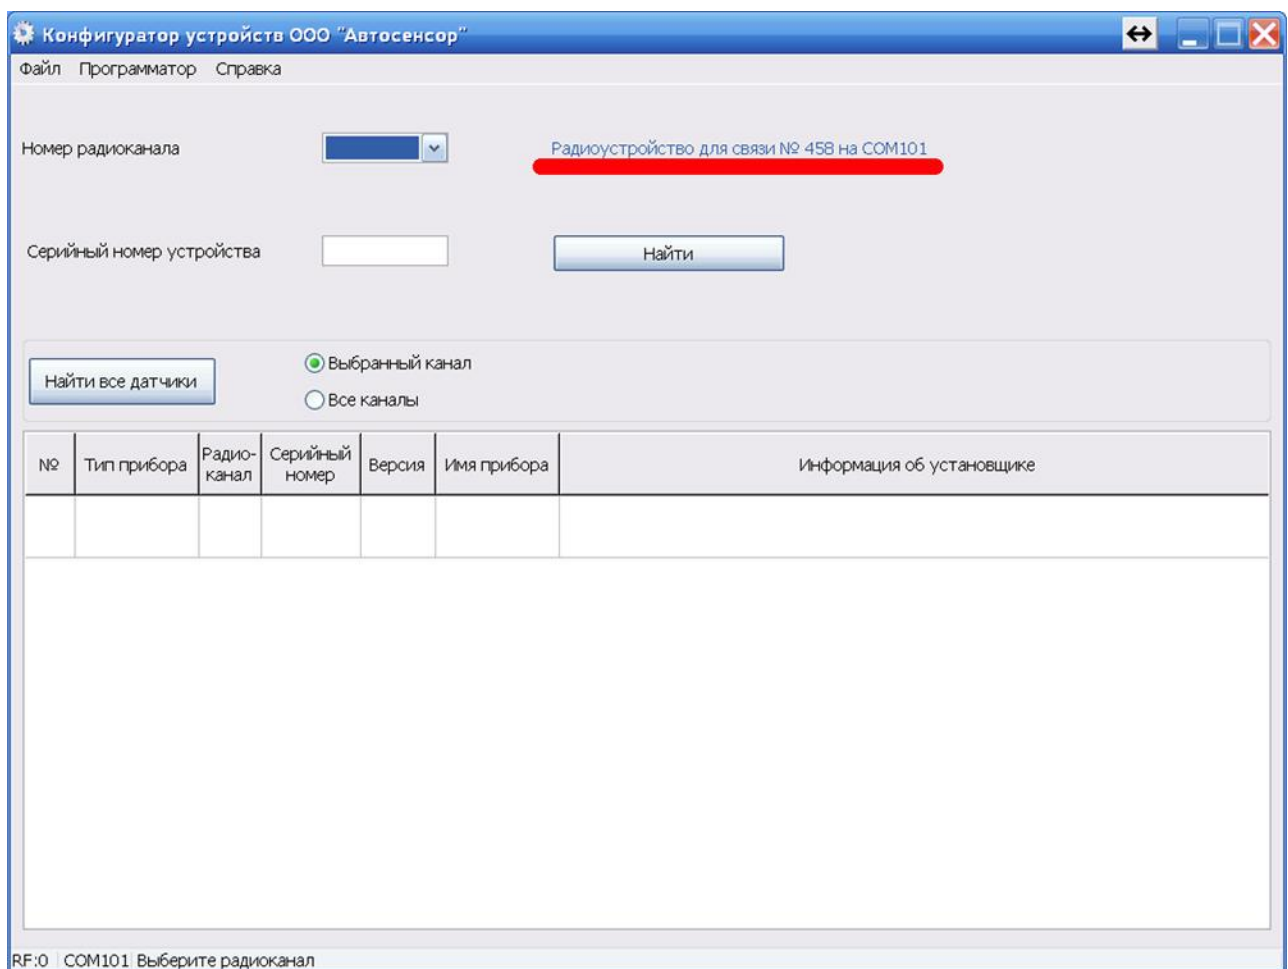 Конфигуратор устройств ООО "Автосенсор"
Файл Программатор Справка
Номер радиоканала
Радиоустройство для связи № 458 на COM101
Серийный номер устройства
Найти
Найти все датчики
Выбранный канал
Все каналы
№
Тип прибора
Радио-
канал
Серийный
номер
Версия
Имя прибора
Информация об установщике
RF:0 COM101 Выберите радиоканал